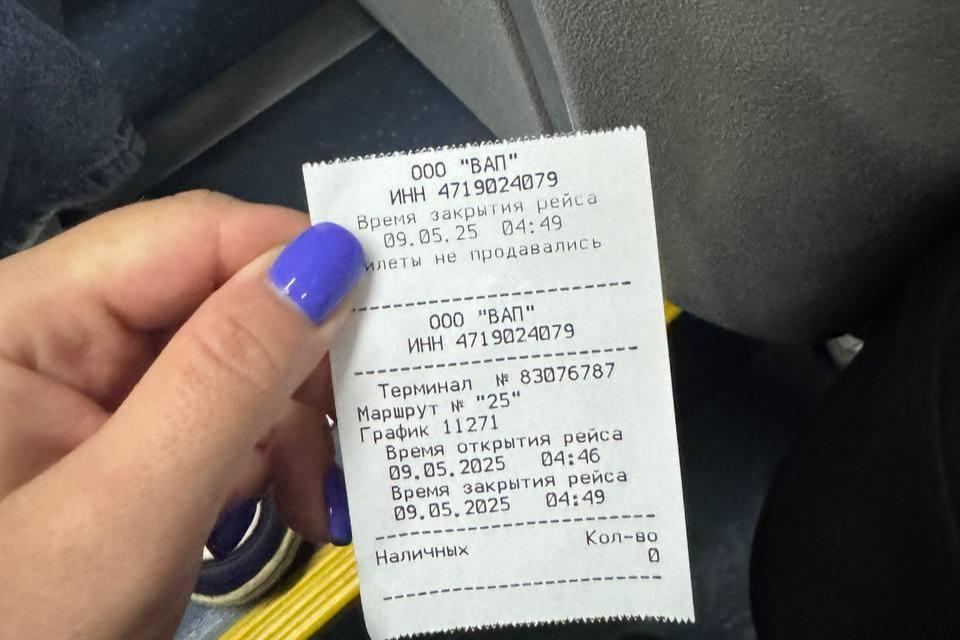 ООО "ВАП"
ИНН 4719024079
Время закрытия рейса
09.05.25 04:49
не продавались
ООО "ВАП"
ИНН 4719024079
Терминал № 83076787
Маршрут № "25"
График 11271
Время открытия рейса
09.05.2025 04:46
Время закрытия рейса
09.05.2025 04:49
Кол-во
Наличных 0